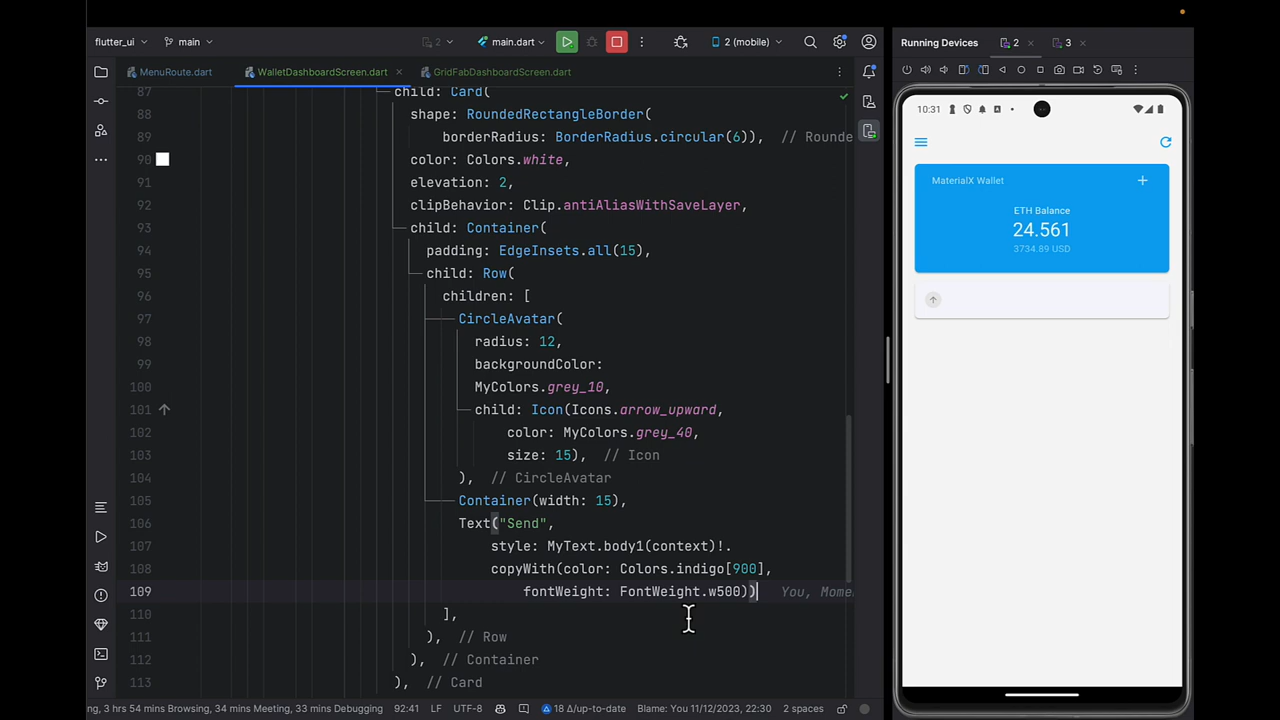 flutter_ui
main
2
main.dart
2 (mobile)
Running Devices
2
3
MenuRoute.dart
WalletDashboardScreen.dart
GridFabDashboardScreen.dart
87 child: Card(
88 shape: RoundedRectangleBorder(
89 borderRadius: BorderRadius.circular(6)), // Rounde
90 color: Colors.white,
91 elevation: 2,
92 clipBehavior: Clip.antiAliasWithSaveLayer,
93 child: Container(
94 padding: EdgeInsets.all(15),
95 child: Row(
96 children: [
97 CircleAvatar(
98 radius: 12,
99 backgroundColor:
100 MyColors.grey_10,
101 child: Icon(Icons.arrow_upward,
102 color: MyColors.grey_40,
103 size: 15), // Icon
104 ), // CircleAvatar
105 Container(width: 15),
106 Text("Send",
107 style: MyText.body1(context)!.
108 copyWith(color: Colors.indigo[900],
109 fontWeight: FontWeight.w500)) You, Mome
110 ],
111 ), // Row
112 ), // Container
113 ), // Card
10:31
MaterialX Wallet
ETH Balance
24.561
3734.89 USD
ng, 3 hrs 54 mins Browsing, 34 mins Meeting, 33 mins Debugging
92:41
LF
UTF-8
18 Δ/up-to-date
Blame: You 11/12/2023, 22:30
2 spaces